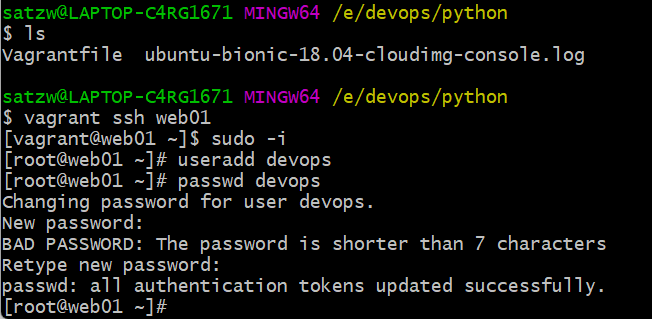 satzw@LAPTOP-C4RG1671 MINGW64 /e/devops/python
$ ls
Vagrantfile  ubuntu-bionic-18.04-cloudimg-console.log
satzw@LAPTOP-C4RG1671 MINGW64 /e/devops/python
$ vagrant ssh web01
[vagrant@web01 ~]$ sudo -i
[root@web01 ~]# useradd devops
[root@web01 ~]# passwd devops
Changing password for user devops.
New password:
BAD PASSWORD: The password is shorter than 7 characters
Retype new password:
passwd: all authentication tokens updated successfully.
[root@web01 ~]#